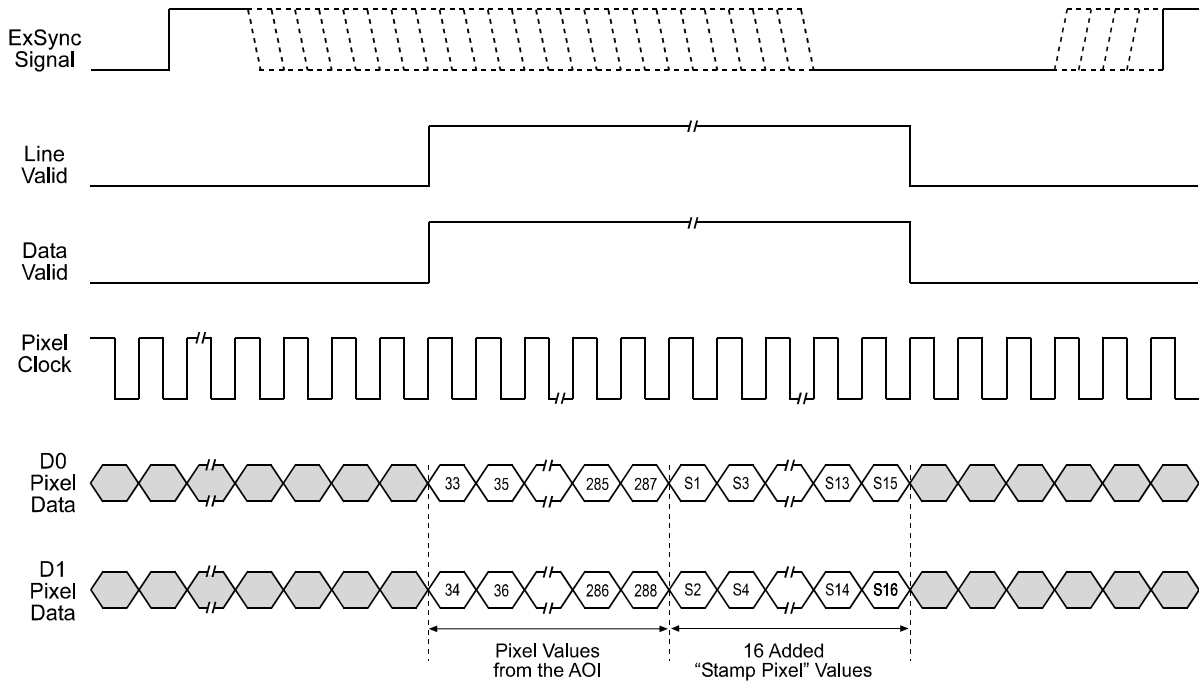 ExSync
Signal
Line
Valid
Data
Valid
Pixel
Clock
D0
Pixel
Data
33 35 285 287 S1 S3 S13 S15
D1
Pixel
Data
34 36 286 288 S2 S4 S14 S16
Pixel Values
from the AOI
16 Added
“Stamp Pixel” Values